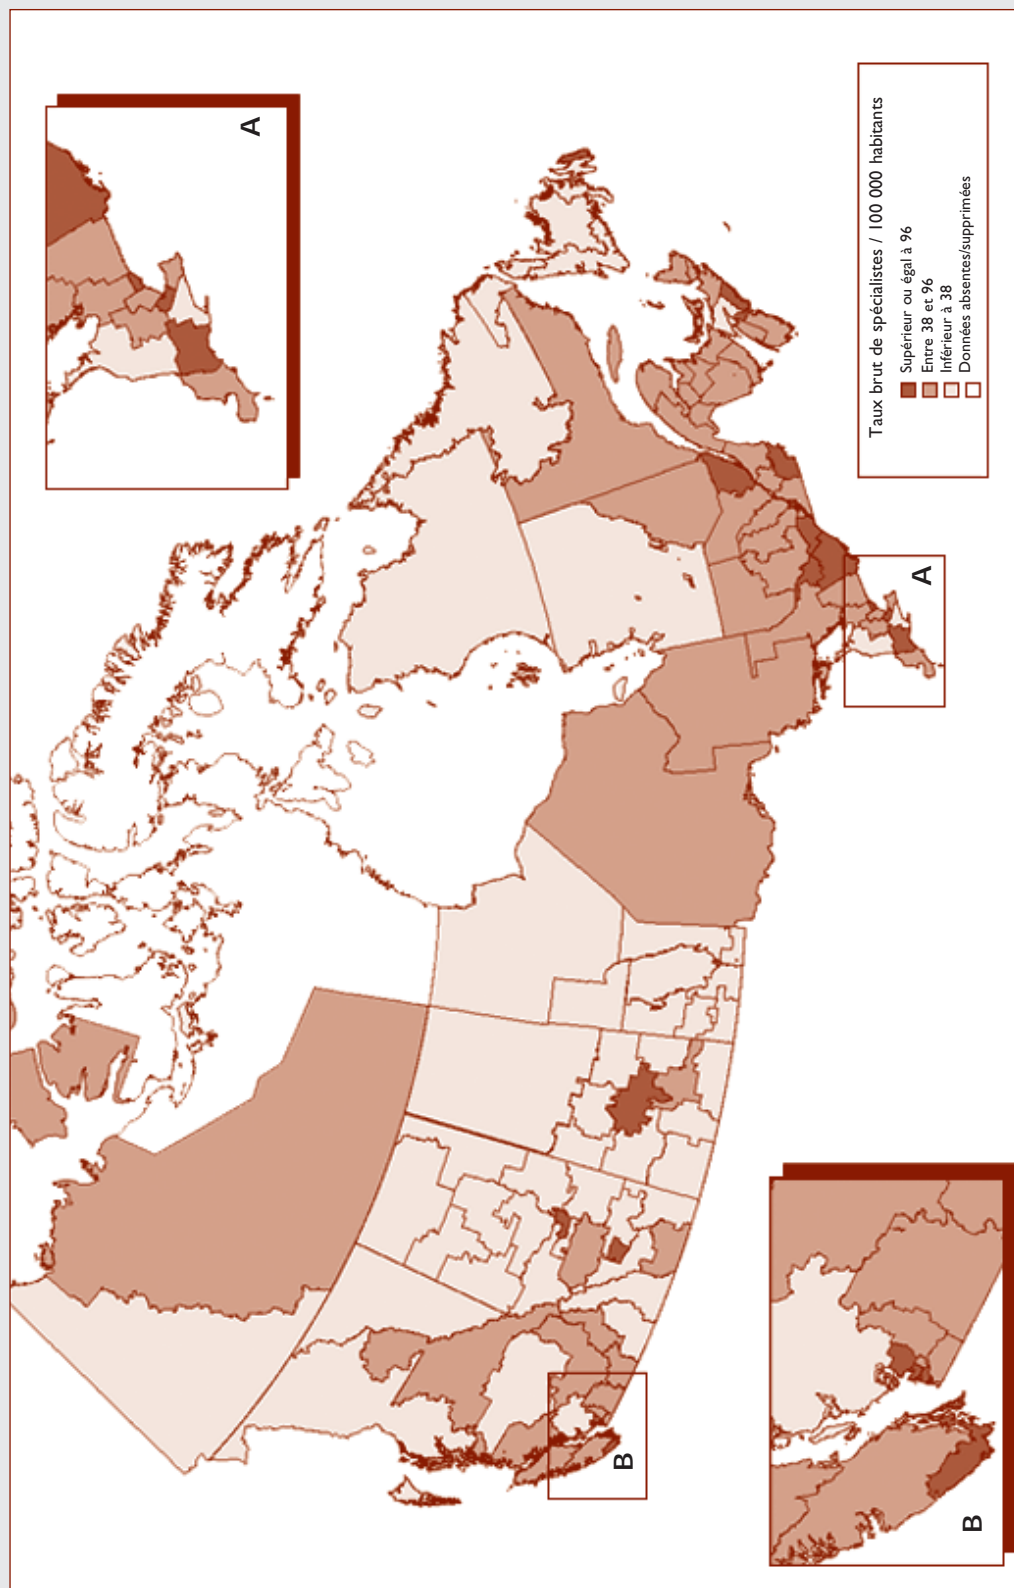 A
Taux brut de spécialistes / 100 000 habitants
Supérieur ou égal à 96
Entre 38 et 96
Inférieur à 38
Données absentes/supprimées
A
B
B